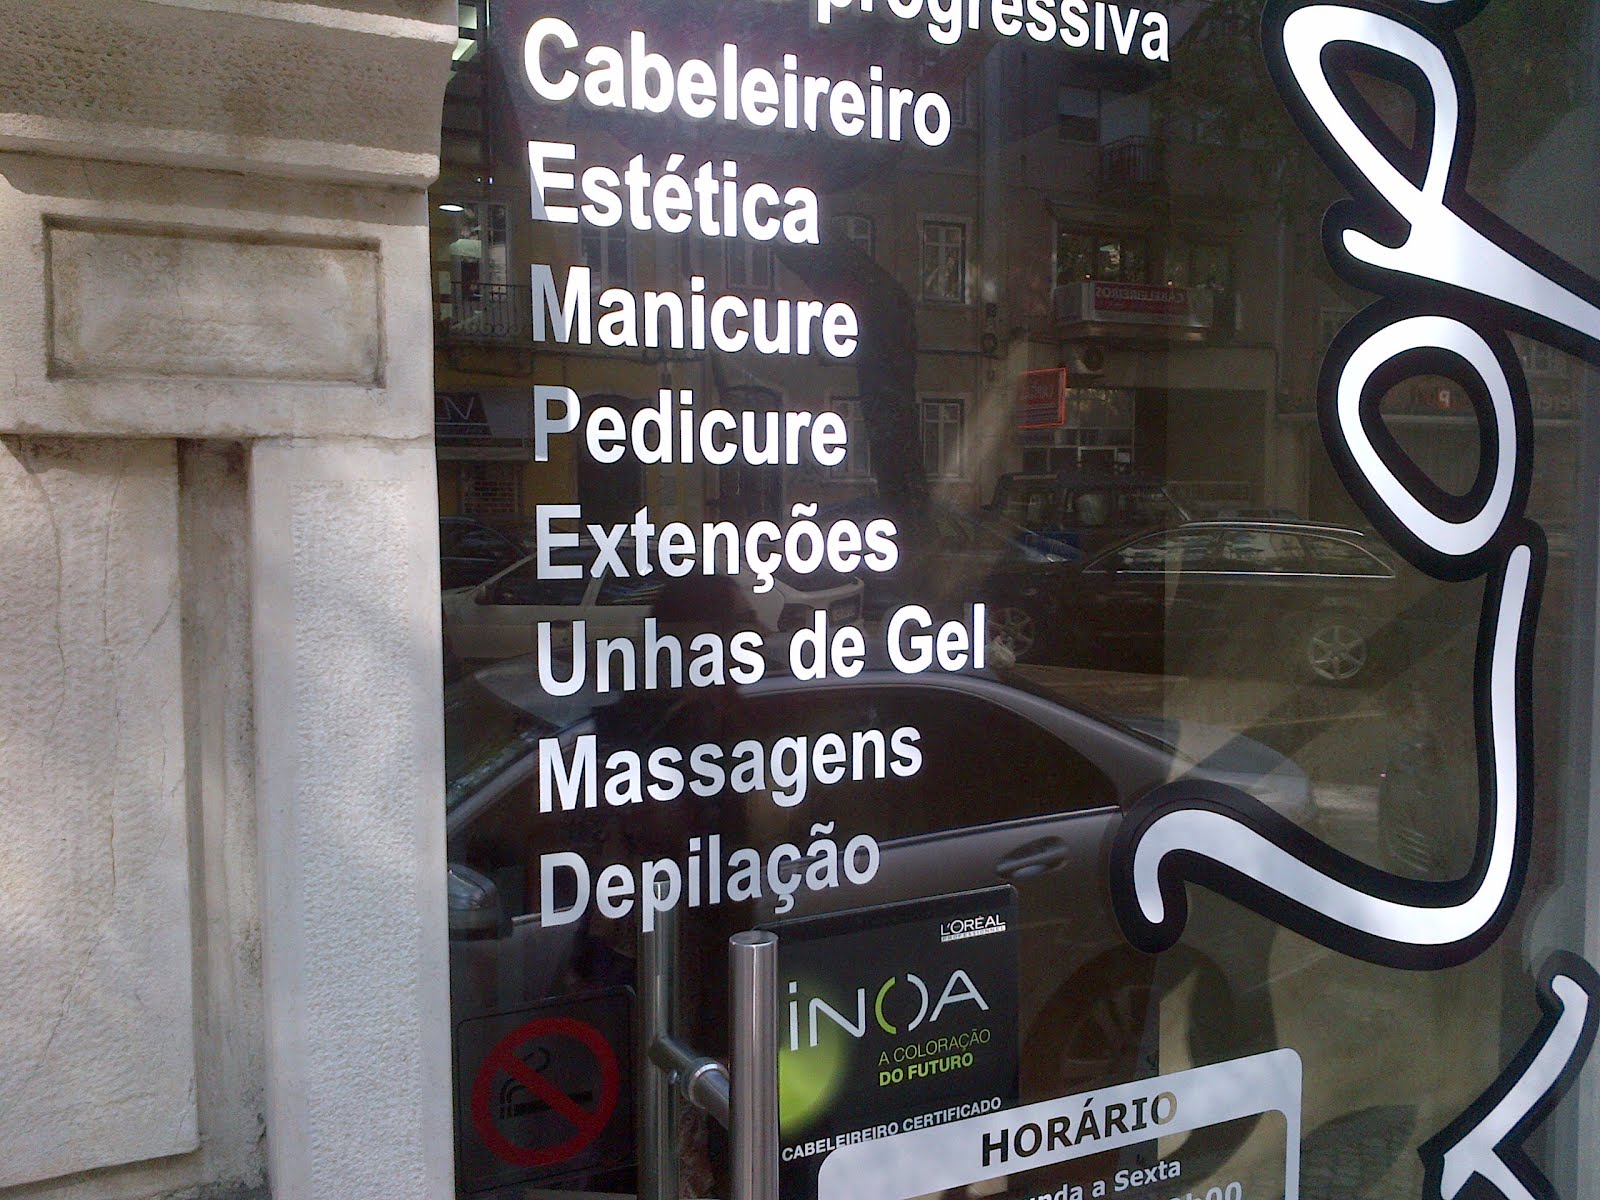 progressiva
Cabeleireiro
Estética
Manicure
Pedicure
Extenções
Unhas de Gel
Massagens
Depilação
L'ORÉAL
PROFESSIONNEL
iNOA
A COLORAÇÃO
DO FUTURO
CABELEIREIRO CERTIFICADO
HORÁRIO
a Sexta